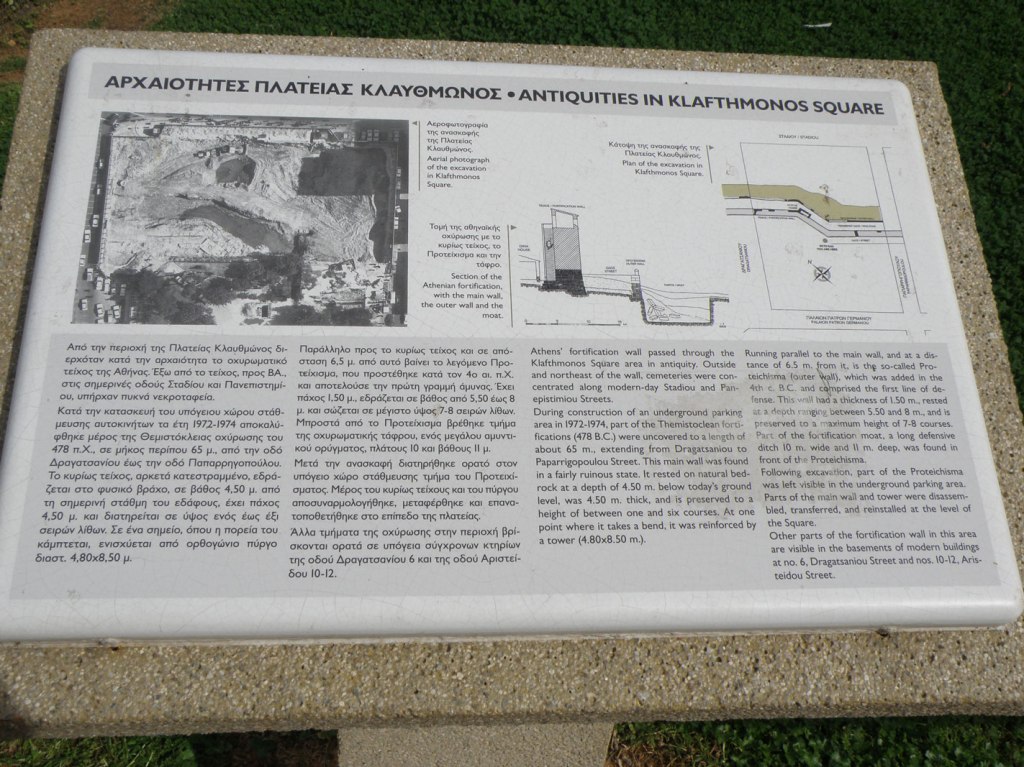 ΑΡΧΑΙΟΤΗΤΕΣ ΠΛΑΤΕΙΑΣ ΚΛΑΥΘΜΩΝΟΣ • ANTIQUITIES IN KLAFTHMONOS SQUARE
Αεροφωτογραφία
της ανασκαφής
της Πλατείας
Κλαυθμώνος.
Aerial photograph
of the excavation
in Klafthmonos
Square.
Τομή της αθηναϊκής
οχύρωσης με το
κυρίως τείχος, το
Προτείχισμα και την
τάφρο.
Section of the
Athenian fortification,
with the main wall,
the outer wall and the
moat.
Κάτοψη της ανασκαφής της
Πλατείας Κλαυθμώνος.
Plan of the excavation in
Klafthmonos Square.
ΣΤΑΔΙΟΥ / STADIOU
N
ΠΑΛΑΙΩΝ ΠΑΤΡΩΝ ΓΕΡΜΑΝΟΥ
PALAION PATRON GERMANOU
Από την περιοχή της Πλατείας Κλαυθμώνος δι-
ερχόταν κατά την αρχαιότητα το οχυρωματικό
τείχος της Αθήνας. Έξω από το τείχος, προς ΒΑ.,
στις σημερινές οδούς Σταδίου και Πανεπιστημί-
ου, υπήρχαν πυκνά νεκροταφεία.
Κατά την κατασκευή του υπόγειου χώρου στάθ-
μευσης αυτοκινήτων τα έτη 1972-1974 αποκαλύ-
φθηκε μέρος της Θεμιστόκλειας οχύρωσης του
478 π.Χ., σε μήκος περίπου 65 μ., από την οδό
Δραγατσανίου έως την οδό Παπαρρηγοπούλου.
Το κυρίως τείχος, αρκετά κατεστραμμένο, εδρά-
ζεται στο φυσικό βράχο, σε βάθος 4,50 μ. από
τη σημερινή στάθμη του εδάφους, έχει πάχος
4,50 μ. και διατηρείται σε ύψος ενός έως έξι
σειρών λίθων. Σε ένα σημείο, όπου η πορεία του
κάμπτεται, ενισχύεται από ορθογώνιο πύργο
διαστ. 4,80x8,50 μ.
Παράλληλο προς το κυρίως τείχος και σε από-
σταση 6,5 μ. από αυτό βαίνει το λεγόμενο Προ-
τείχισμα, που προστέθηκε κατά τον 4ο αι. π.Χ.
και αποτελούσε την πρώτη γραμμή άμυνας. Έχει
πάχος 1,50 μ., εδράζεται σε βάθος από 5,50 έως 8
μ. και σώζεται σε μέγιστο ύψος 7-8 σειρών λίθων.
Μπροστά από το Προτείχισμα βρέθηκε τμήμα
της οχυρωματικής τάφρου, ενός μεγάλου αμυντι-
κού ορύγματος, πλάτους 10 και βάθους 11 μ.
Μετά την ανασκαφή διατηρήθηκε ορατό στον
υπόγειο χώρο στάθμευσης τμήμα του Προτειχί-
σματος. Μέρος του κυρίως τείχους και του πύργου
αποσυναρμολογήθηκε, μεταφέρθηκε και επανα-
τοποθετήθηκε στο επίπεδο της πλατείας.
Άλλα τμήματα της οχύρωσης στην περιοχή βρί-
σκονται ορατά σε υπόγεια σύγχρονων κτηρίων
της οδού Δραγατσανίου 6 και της οδού Αριστεί-
δου 10-12.
Athens' fortification wall passed through the
Klafthmonos Square area in antiquity. Outside
and northeast of the wall, cemeteries were con-
centrated along modern-day Stadiou and Pan-
epistimiou Streets.
During construction of an underground parking
area in 1972-1974, part of the Themistoclean forti-
fications (478 B.C.) were uncovered to a length of
about 65 m., extending from Dragatsaniou to
Paparrigopoulou Street. This main wall was found
in a fairly ruinous state. It rested on natural bed-
rock at a depth of 4.50 m. below today's ground
level, was 4.50 m. thick, and is preserved to a
height of between one and six courses. At one
point where it takes a bend, it was reinforced by
a tower (4.80x8.50 m.).
Running parallel to the main wall, and at a dis-
tance of 6.5 m. from it, is the so-called Pro-
teichisma (outer wall), which was added in the
4th c. B.C. and comprised the first line of de-
fense. This wall had a thickness of 1.50 m., rested
at a depth ranging between 5.50 and 8 m., and is
preserved to a maximum height of 7-8 courses.
Part of the fortification moat, a long defensive
ditch 10 m. wide and 11 m. deep, was found in
front of the Proteichisma.
Following excavation, part of the Proteichisma
was left visible in the underground parking area.
Parts of the main wall and tower were disassem-
bled, transferred, and reinstalled at the level of
the Square.
Other parts of the fortification wall in this area
are visible in the basements of modern buildings
at no. 6, Dragatsaniou Street and nos. 10-12, Aris-
teidou Street.